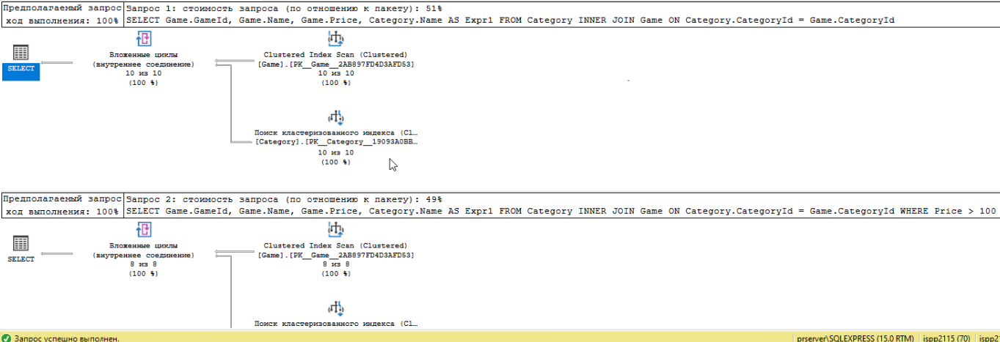 Предполагаемый запрос Запрос 1: стоимость запроса (по отношению к пакету): 51%
ход выполнения: 100% SELECT Game.GameId, Game.Name, Game.Price, Category.Name AS Expr1 FROM Category INNER JOIN Game ON Category.CategoryId = Game.CategoryId
SELECT
Вложенные циклы
(внутреннее соединение)
10 из 10
(100 %)
Clustered Index Scan (Clustered)
[Game].[PK__Game__2AB897FD4D3AFD53]
10 из 10
(100 %)
Поиск кластеризованного индекса (Cl…
[Category].[PK__Category__19093A0BB…
10 из 10
(100 %)
Предполагаемый запрос Запрос 2: стоимость запроса (по отношению к пакету): 49%
ход выполнения: 100% SELECT Game.GameId, Game.Name, Game.Price, Category.Name AS Expr1 FROM Category INNER JOIN Game ON Category.CategoryId = Game.CategoryId WHERE Price > 100
SELECT
Вложенные циклы
(внутреннее соединение)
8 из 8
(100 %)
Clustered Index Scan (Clustered)
[Game].[PK__Game__2AB897FD4D3AFD53]
8 из 8
(100 %)
Поиск кластеризованного индекса (Cl…
Запрос успешно выполнен.
prserver\SQLEXPRESS (15.0 RTM)
ispp2115 (70)
ispp21